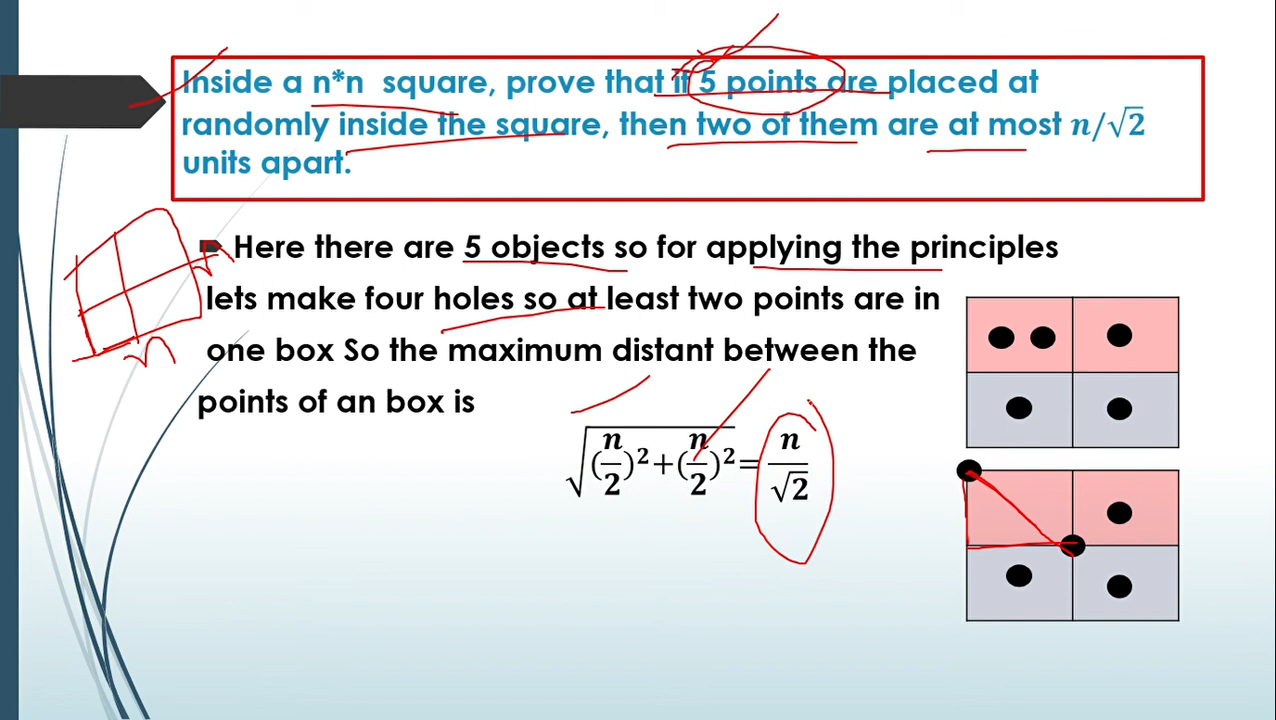 Inside a n*n square, prove that if 5 points are placed at
randomly inside the square, then two of them are at most n/√2
units apart.
Here there are 5 objects so for applying the principles
lets make four holes so at least two points are in
one box So the maximum distant between the
points of an box is
√((n/2)²+(n/2)²)=n/√2
n
n